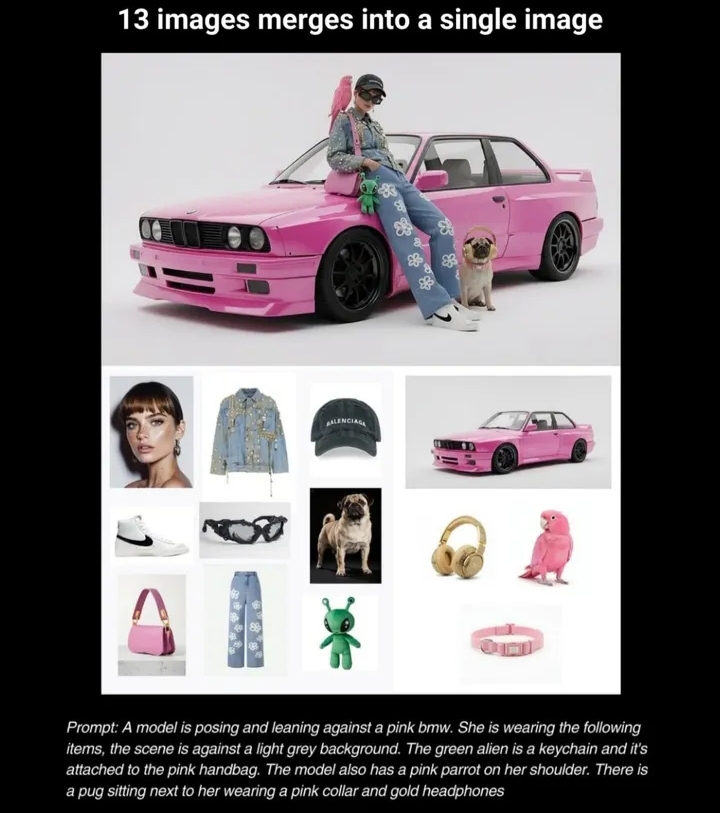 13 images merges into a single image
BALENCIAGA
Prompt: A model is posing and leaning against a pink bmw. She is wearing the following
items, the scene is against a light grey background. The green alien is a keychain and it's
attached to the pink handbag. The model also has a pink parrot on her shoulder. There is
a pug sitting next to her wearing a pink collar and gold headphones